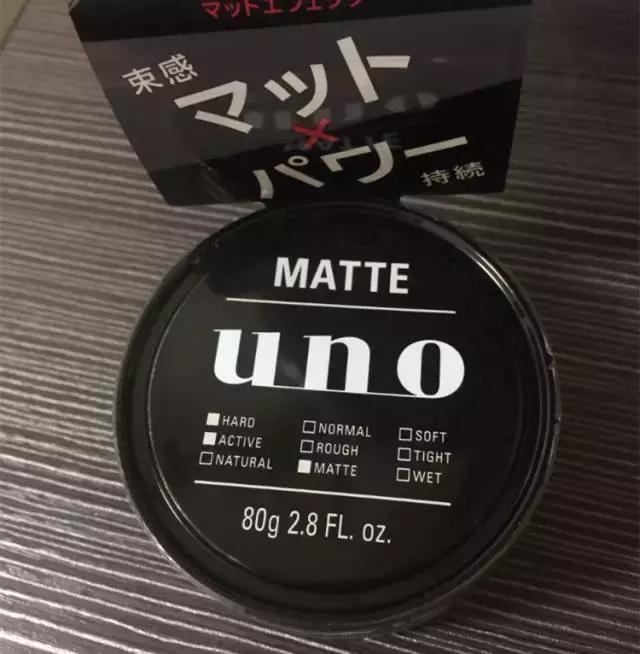 マットエフェクツ
束感
マット
×
パワー
持続
MATTE
uno
HARD NORMAL SOFT
ACTIVE ROUGH TIGHT
NATURAL MATTE WET
80g 2.8 FL. oz.